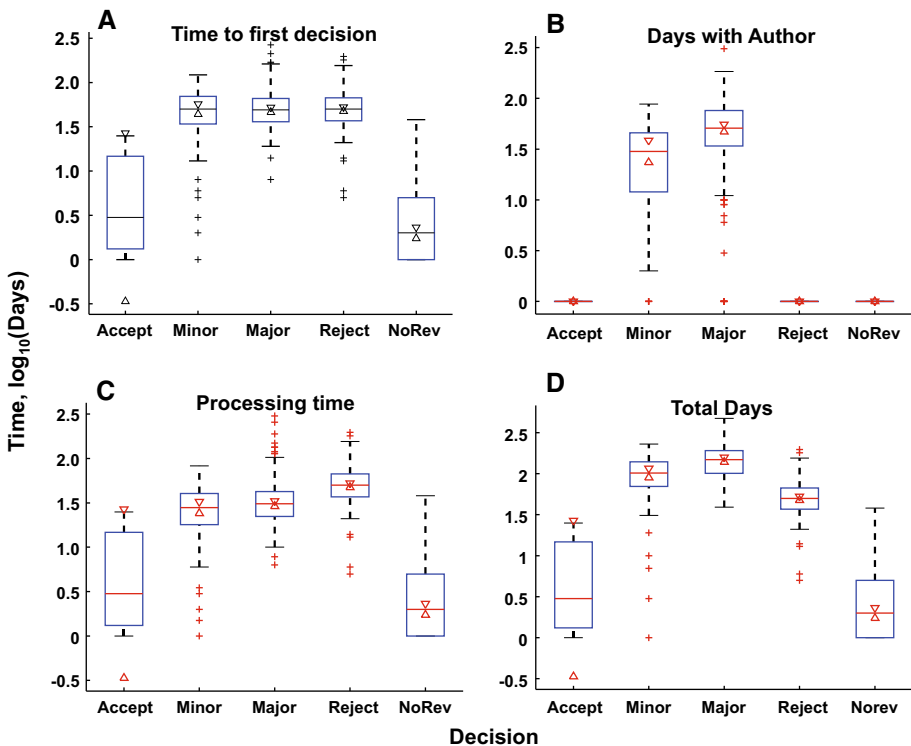 A
Time to first decision
2.5
2.0
1.5
1.0
0.5
0
-0.5
Accept Minor Major Reject NoRev
B
Days with Author
2.5
2.0
1.5
1.0
0.5
0
Accept Minor Major Reject NoRev
Time, log10(Days)
C
Processing time
2.5
2.0
1.5
1.0
0.5
0
-0.5
Accept Minor Major Reject NoRev
D
Total Days
2.5
2
1.5
1
0.5
0
-0.5
Accept Minor Major Reject Norev
Decision